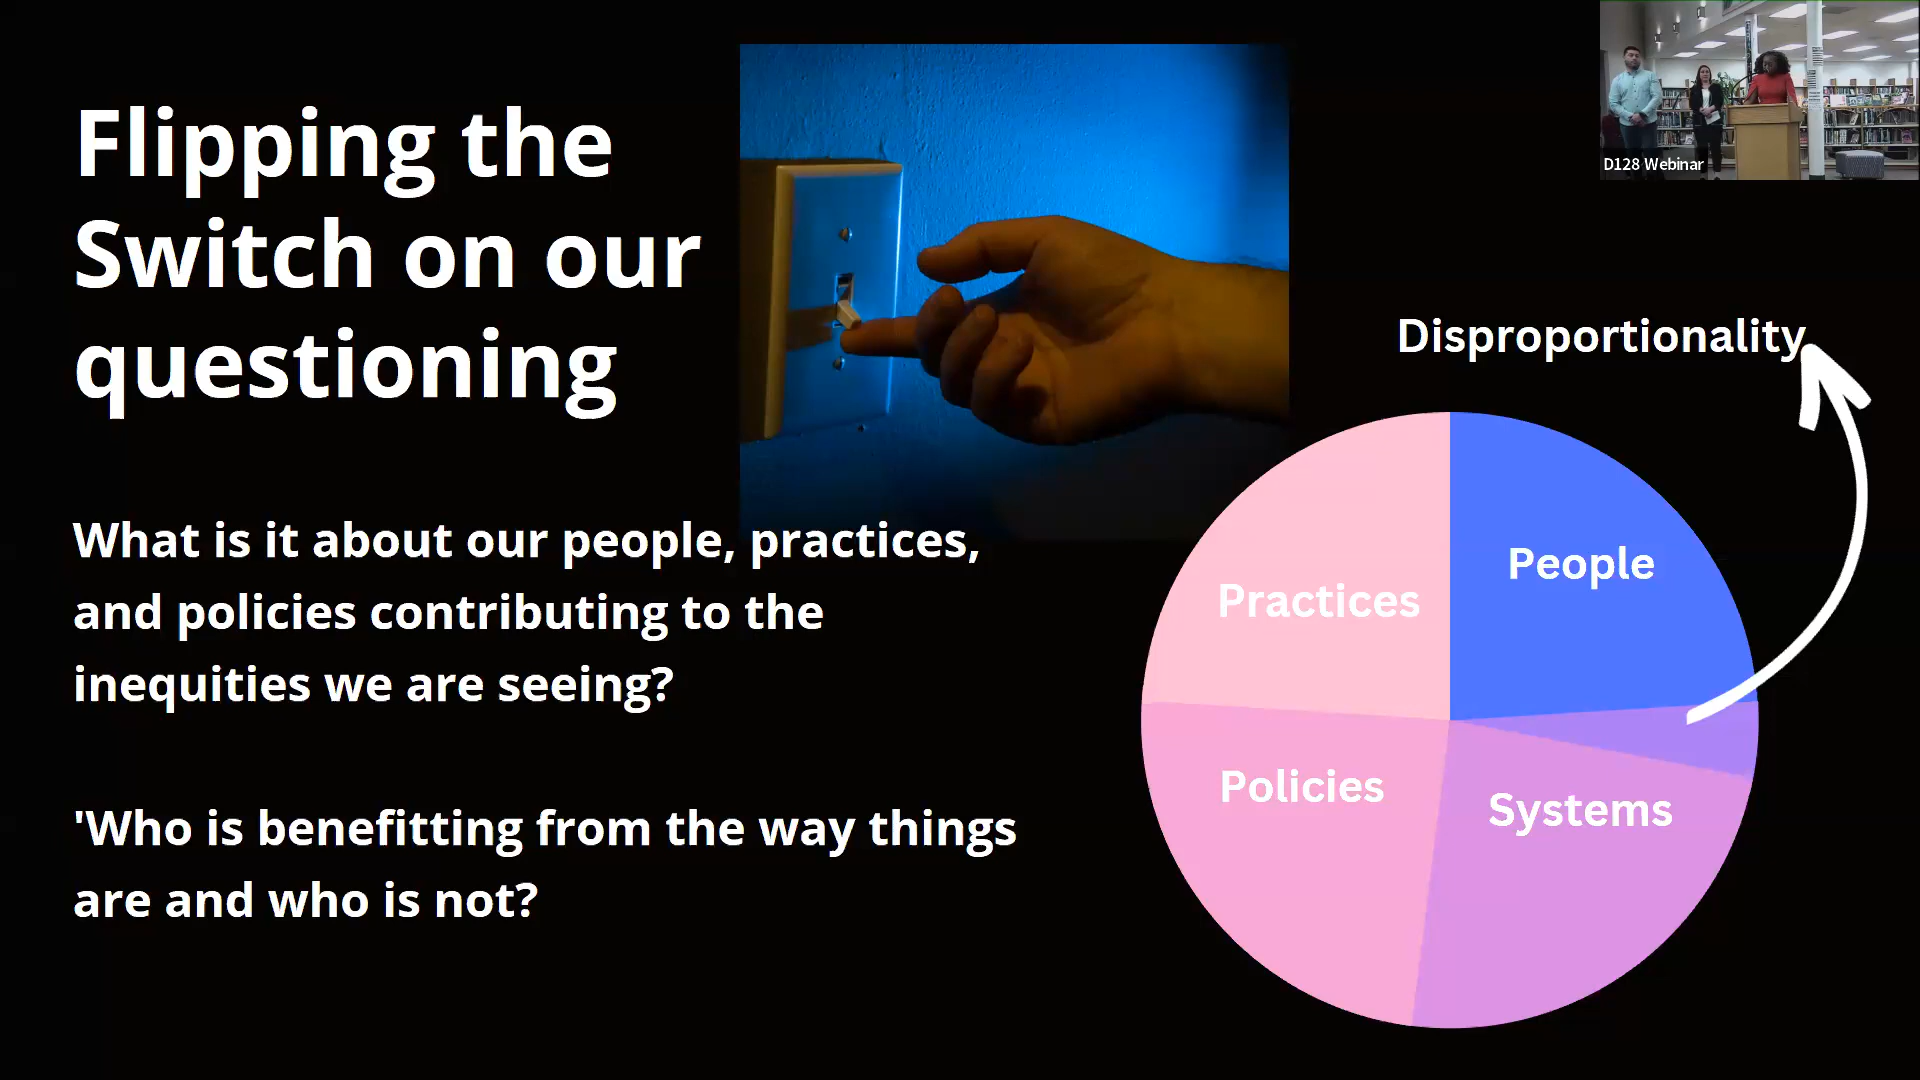 Flipping the
Switch on our
questioning
What is it about our people, practices,
and policies contributing to the
inequities we are seeing?
'Who is benefitting from the way things
are and who is not?
D128 Webinar
Disproportionality
People
Practices
Policies
Systems